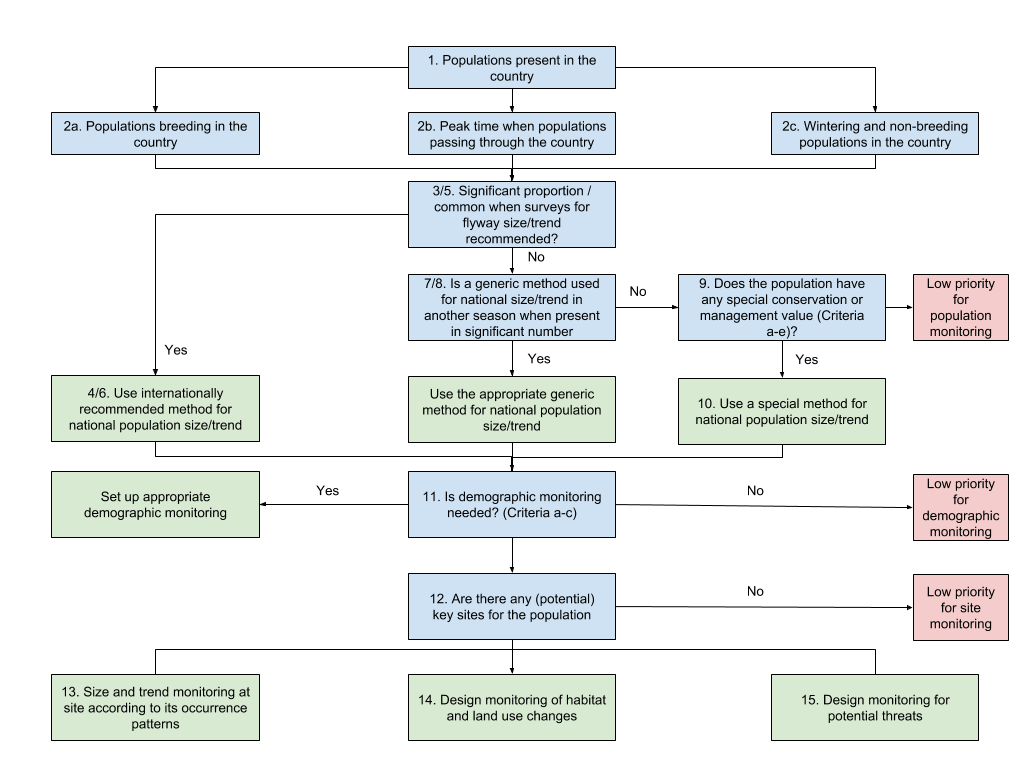 1. Populations present in the
country
2a. Populations breeding in the
country
2b. Peak time when populations
passing through the country
2c. Wintering and non-breeding
populations in the country
3/5. Significant proportion /
common when surveys for
flyway size/trend
recommended?
No
7/8. Is a generic method used
for national size/trend in
another season when present
in significant number
No
9. Does the population have
any special conservation or
management value (Criteria
a-e)?
Low priority
for
population
monitoring
Yes
Yes
Yes
4/6. Use internationally
recommended method for
national population size/trend
Use the appropriate generic
method for national population
size/trend
10. Use a special method for
national population size/trend
Set up appropriate
demographic monitoring
Yes
11. Is demographic monitoring
needed? (Criteria a-c)
No
Low priority
for
demographic
monitoring
12. Are there any (potential)
key sites for the population
No
Low priority
for site
monitoring
13. Size and trend monitoring at
site according to its occurrence
patterns
14. Design monitoring of habitat
and land use changes
15. Design monitoring for
potential threats